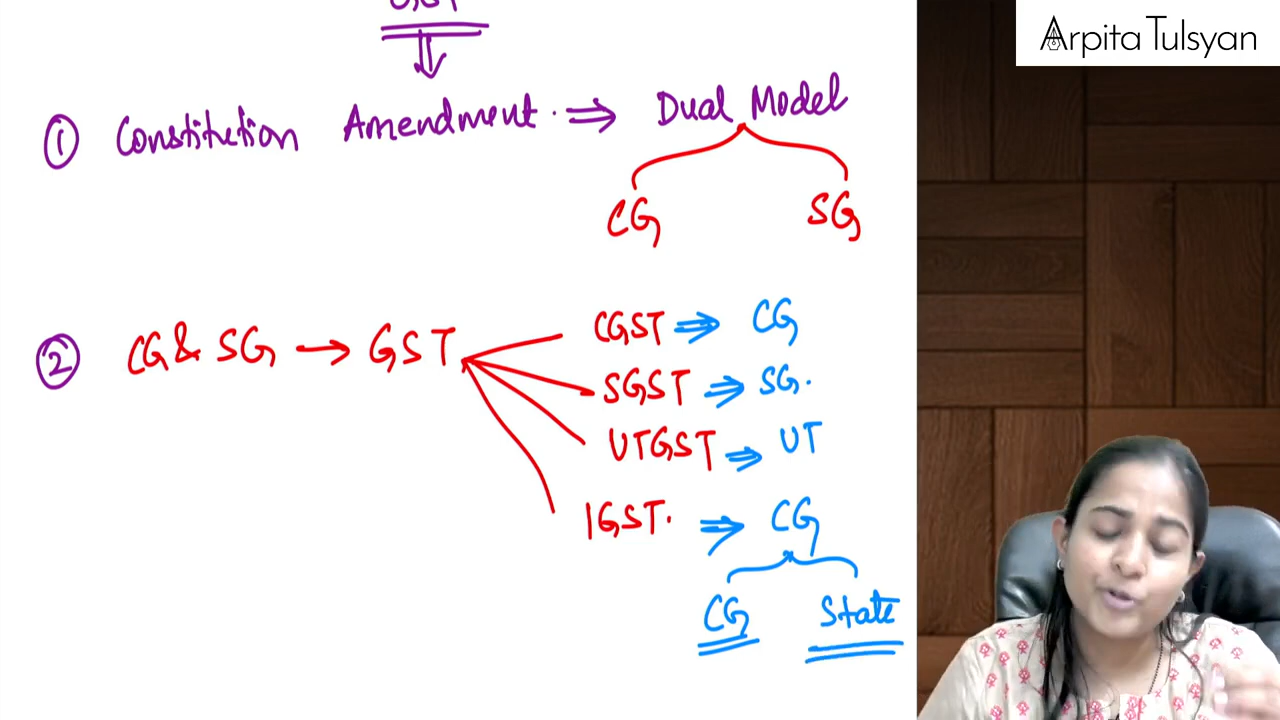 Arpita Tulsyan
① Constitution Amendment. ⇒ Dual Model
CG SG
② CG & SG → GST
CGST ⇒ CG
SGST ⇒ SG.
UTGST ⇒ UT
IGST. ⇒ CG
CG State